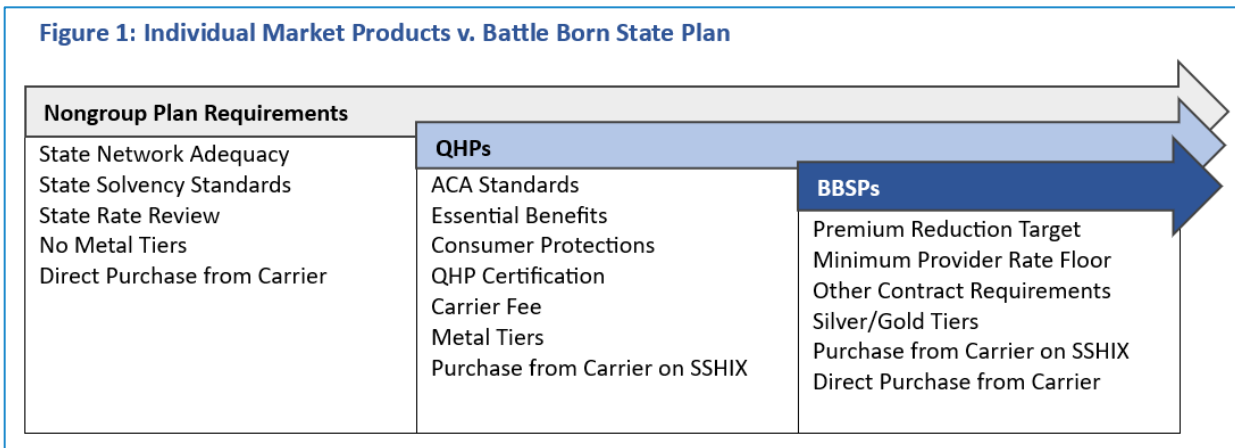 Figure 1: Individual Market Products v. Battle Born State Plan
Nongroup Plan Requirements
State Network Adequacy
State Solvency Standards
State Rate Review
No Metal Tiers
Direct Purchase from Carrier
QHPs
ACA Standards
Essential Benefits
Consumer Protections
QHP Certification
Carrier Fee
Metal Tiers
Purchase from Carrier on SSHIX
BBSPs
Premium Reduction Target
Minimum Provider Rate Floor
Other Contract Requirements
Silver/Gold Tiers
Purchase from Carrier on SSHIX
Direct Purchase from Carrier